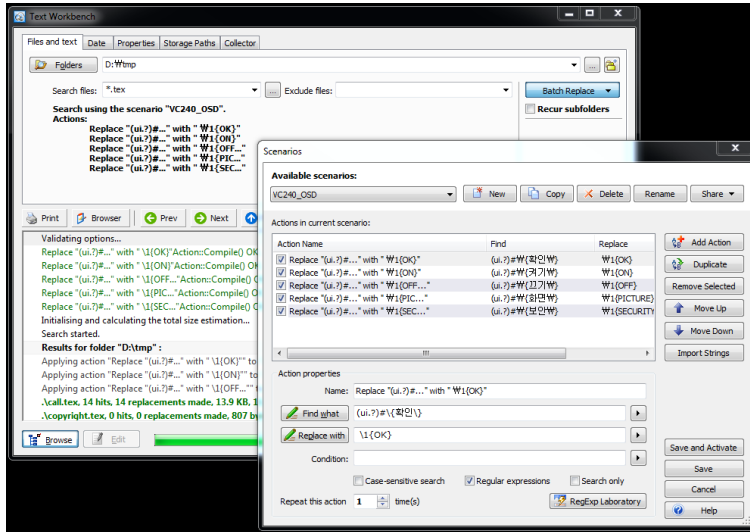 Text Workbench
Files and text Date Properties Storage Paths Collector
Folders D:₩tmp ...
Search files: *.tex ... Exclude files: Batch Replace
Recur subfolders
Search using the scenario "VC240_OSD".
Actions:
Replace "(ui.?)#..." with " ₩1{OK}"
Replace "(ui.?)#..." with " ₩1{ON}"
Replace "(ui.?)#..." with " ₩1{OFF..."
Replace "(ui.?)#..." with " ₩1{PIC..."
Replace "(ui.?)#..." with " ₩1{SEC..."
Print Browser Prev Next
Validating options...
Replace "(ui.?)#..." with " \1{OK}"Action::Compile() OK
Replace "(ui.?)#..." with " \1{ON}"Action::Compile() OK
Replace "(ui.?)#..." with " \1{OFF..."Action::Compile() O
Replace "(ui.?)#..." with " \1{PIC..."Action::Compile() O
Replace "(ui.?)#..." with " \1{SEC..."Action::Compile() O
Initialising and calculating the total size estimation...
Search started.
Results for folder "D:\tmp" :
Applying action "Replace "(ui.?)#..." with " \1{OK}"" to
Applying action "Replace "(ui.?)#..." with " \1{ON}"" to
Applying action "Replace "(ui.?)#..." with " \1{OFF..."" to
.\call.tex, 14 hits, 14 replacements made, 13.9 KB, 1
.\copyright.tex, 0 hits, 0 replacements made, 807 by
Browse Edit
Scenarios
Available scenarios:
VC240_OSD New Copy Delete Rename Share
Actions in current scenario:
Action Name Find Replace
Replace "(ui.?)#..." with " ₩1{OK}" (ui.?)#₩{확인₩} ₩1{OK}
Replace "(ui.?)#..." with " ₩1{ON}" (ui.?)#₩{켜기₩} ₩1{ON}
Replace "(ui.?)#..." with " ₩1{OFF..." (ui.?)#₩{끄기₩} ₩1{OFF}
Replace "(ui.?)#..." with " ₩1{PIC..." (ui.?)#₩{화면₩} ₩1{PICTURE}
Replace "(ui.?)#..." with " ₩1{SEC..." (ui.?)#₩{보안₩} ₩1{SECURITY
Add Action
Duplicate
Remove Selected
Move Up
Move Down
Import Strings
Action properties
Name: Replace "(ui.?)#..." with " ₩1{OK}"
Find what (ui.?)#\{확인\}
Replace with \1{OK}
Condition:
Case-sensitive search Regular expressions Search only
Repeat this action 1 time(s) RegExp Laboratory
Save and Activate
Save
Cancel
Help